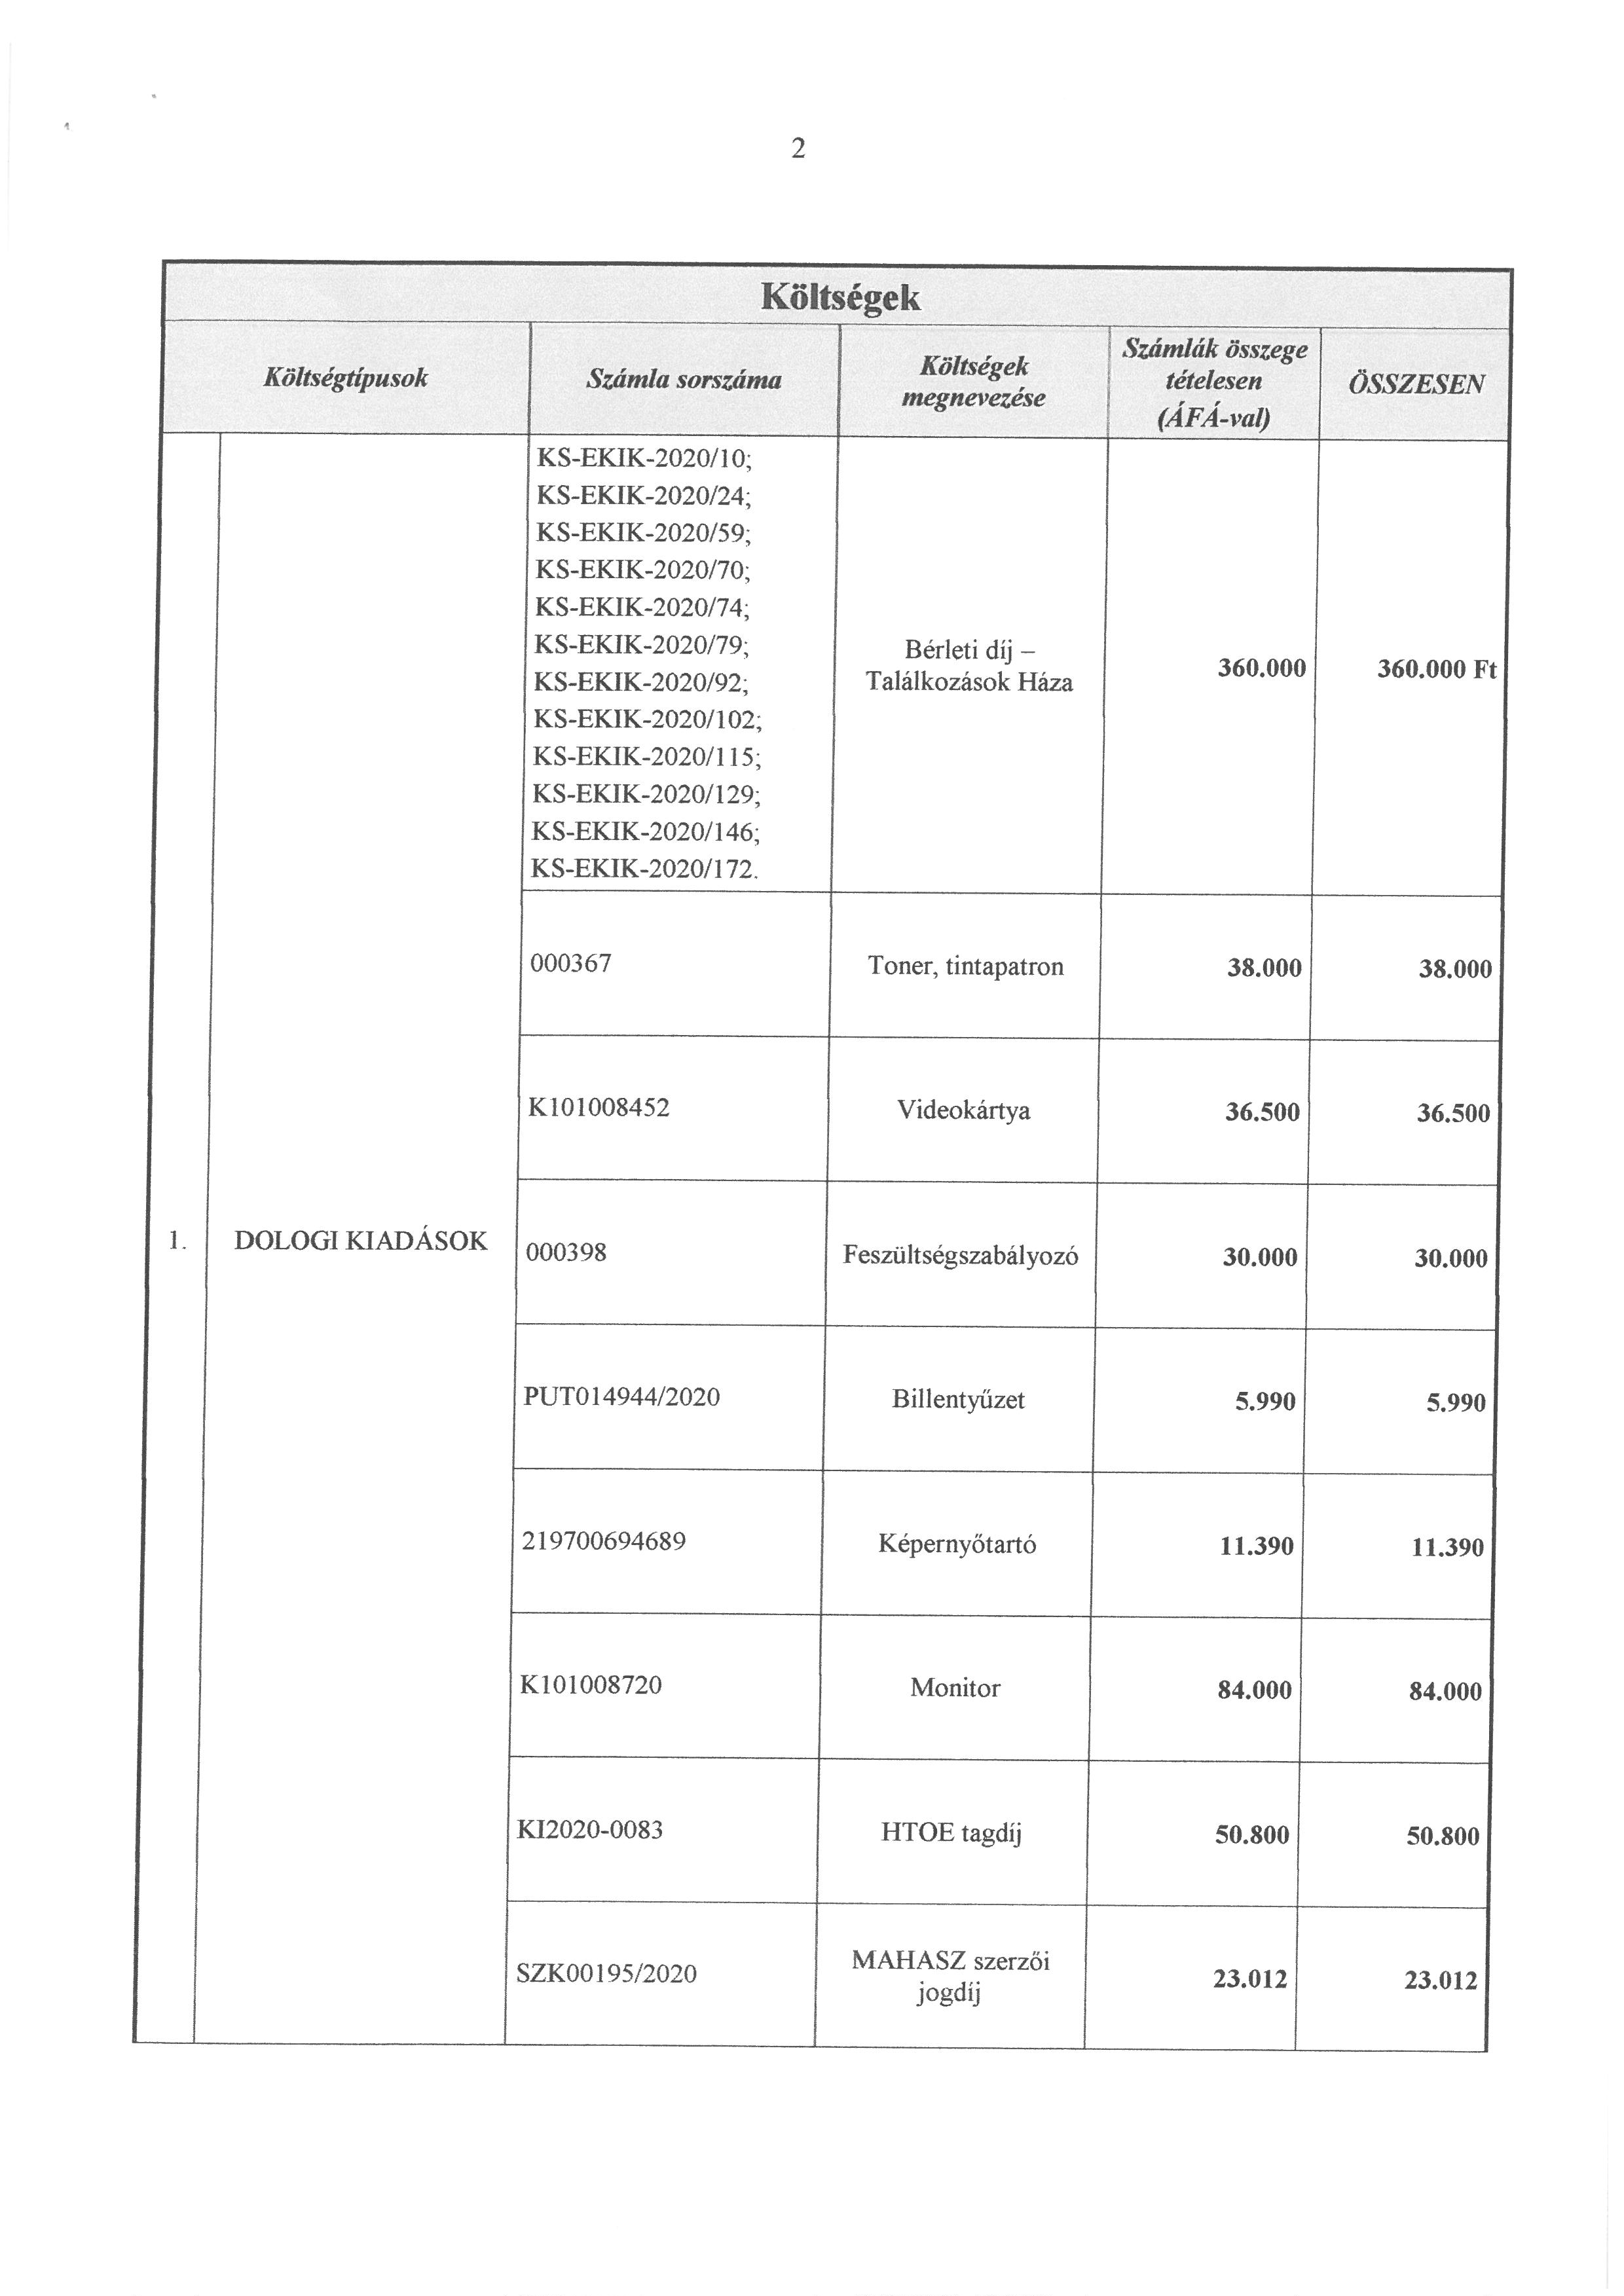 2
Költségek
Költségtípusok
Számla sorszáma
Költségek
megnevezése
Számlák összege
tételesen
(ÁFÁ-val)
ÖSSZESEN
1.
DOLOGI KIADÁSOK
KS-EKIK-2020/10;
KS-EKIK-2020/24;
KS-EKIK-2020/59;
KS-EKIK-2020/70;
KS-EKIK-2020/74;
KS-EKIK-2020/79;
KS-EKIK-2020/92;
KS-EKIK-2020/102;
KS-EKIK-2020/115;
KS-EKIK-2020/129;
KS-EKIK-2020/146;
KS-EKIK-2020/172.
Bérleti díj –
Találkozások Háza
360.000
360.000 Ft
000367
Toner, tintapatron
38.000
38.000
K101008452
Videokártya
36.500
36.500
000398
Feszültségszabályozó
30.000
30.000
PUT014944/2020
Billentyűzet
5.990
5.990
219700694689
Képernyőtartó
11.390
11.390
K101008720
Monitor
84.000
84.000
KI2020-0083
HTOE tagdíj
50.800
50.800
SZK00195/2020
MAHASZ szerzői
jogdíj
23.012
23.012